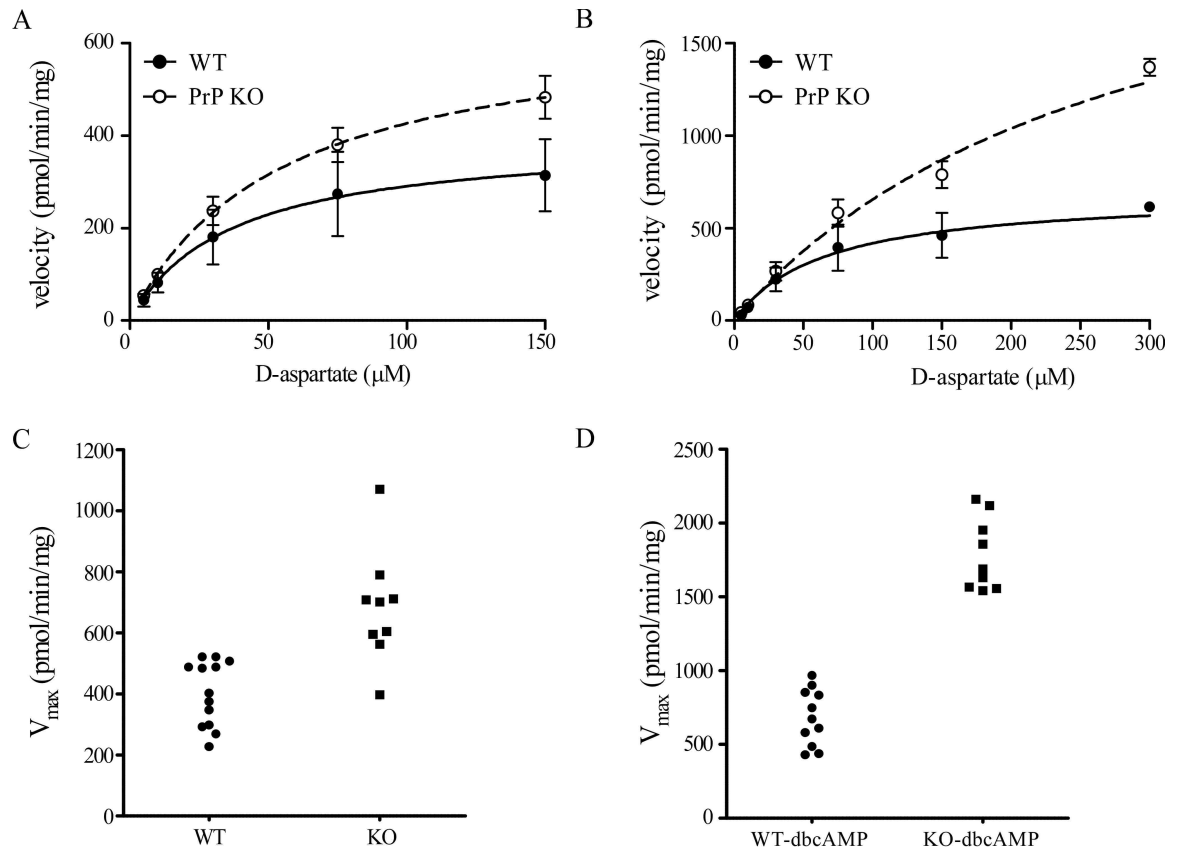 A
600
400
200
0
velocity (pmol/min/mg)
WT
PrP KO
0 50 100 150
D-aspartate (μM)
B
1500
1000
500
0
velocity (pmol/min/mg)
WT
PrP KO
0 50 100 150 200 250 300
D-aspartate (μM)
C
1200
1000
800
600
400
200
0
Vmax (pmol/min/mg)
WT KO
D
2500
2000
1500
1000
500
0
Vmax (pmol/min/mg)
WT-dbcAMP KO-dbcAMP